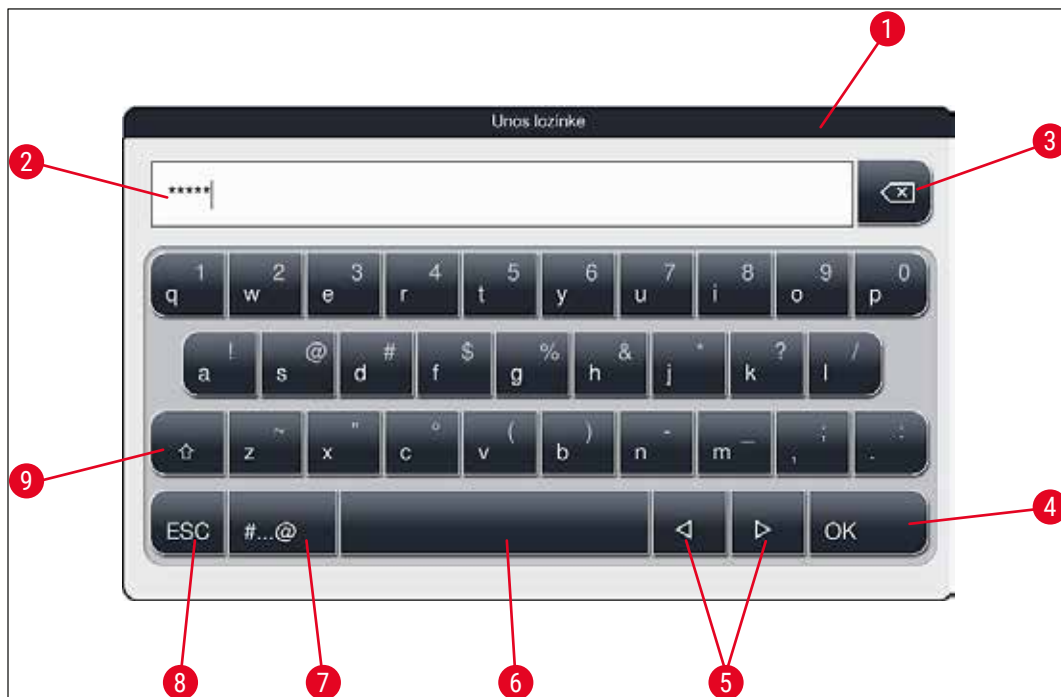 1
Unos lozinke
2
*****
3
1 2 3 4 5 6 7 8 9 0
q w e r t y u i o p
! @ # $ % & * ? /
a s d f g h j k l
~ " ° ( ) - _ ; :
z x c v b n m , .
9
ESC #...@ OK
4
8 7 6 5